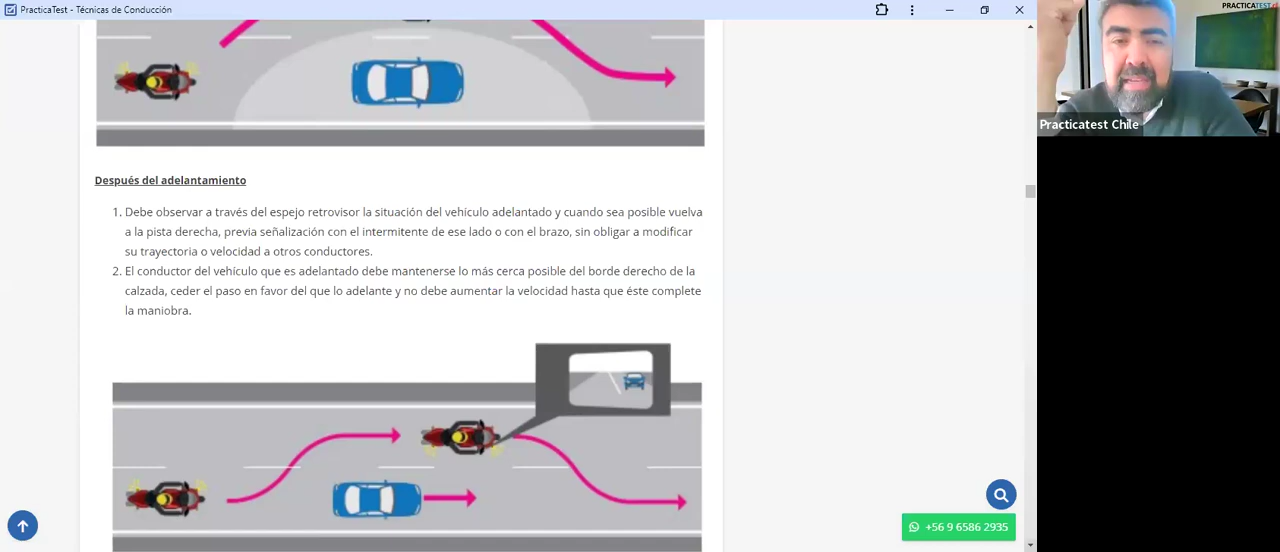 PracticaTest - Técnicas de Conducción
PRACTICATEST
Practicatest Chile
Después del adelantamiento
1. Debe observar a través del espejo retrovisor la situación del vehículo adelantado y cuando sea posible vuelva
a la pista derecha, previa señalización con el intermitente de ese lado o con el brazo, sin obligar a modificar
su trayectoria o velocidad a otros conductores.
2. El conductor del vehículo que es adelantado debe mantenerse lo más cerca posible del borde derecho de la
calzada, ceder el paso en favor del que lo adelante y no debe aumentar la velocidad hasta que éste complete
la maniobra.
+56 9 6586 2935